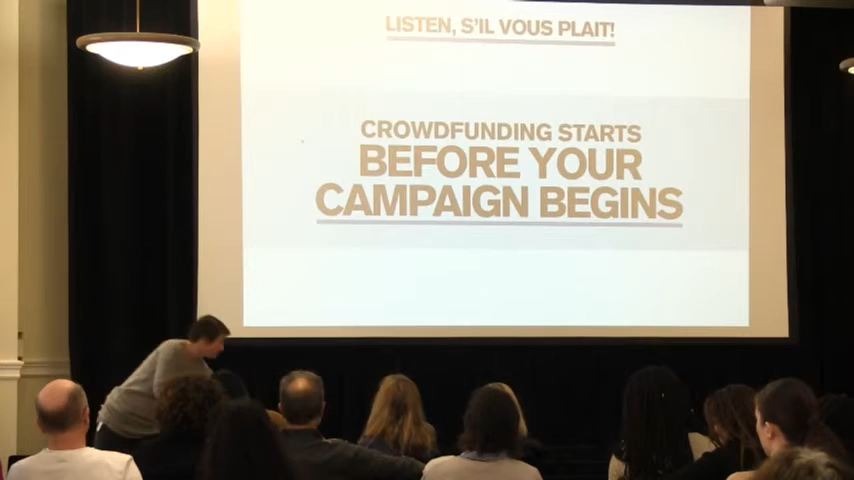 LISTEN, S'IL VOUS PLAIT!
CROWDFUNDING STARTS
BEFORE YOUR
CAMPAIGN BEGINS